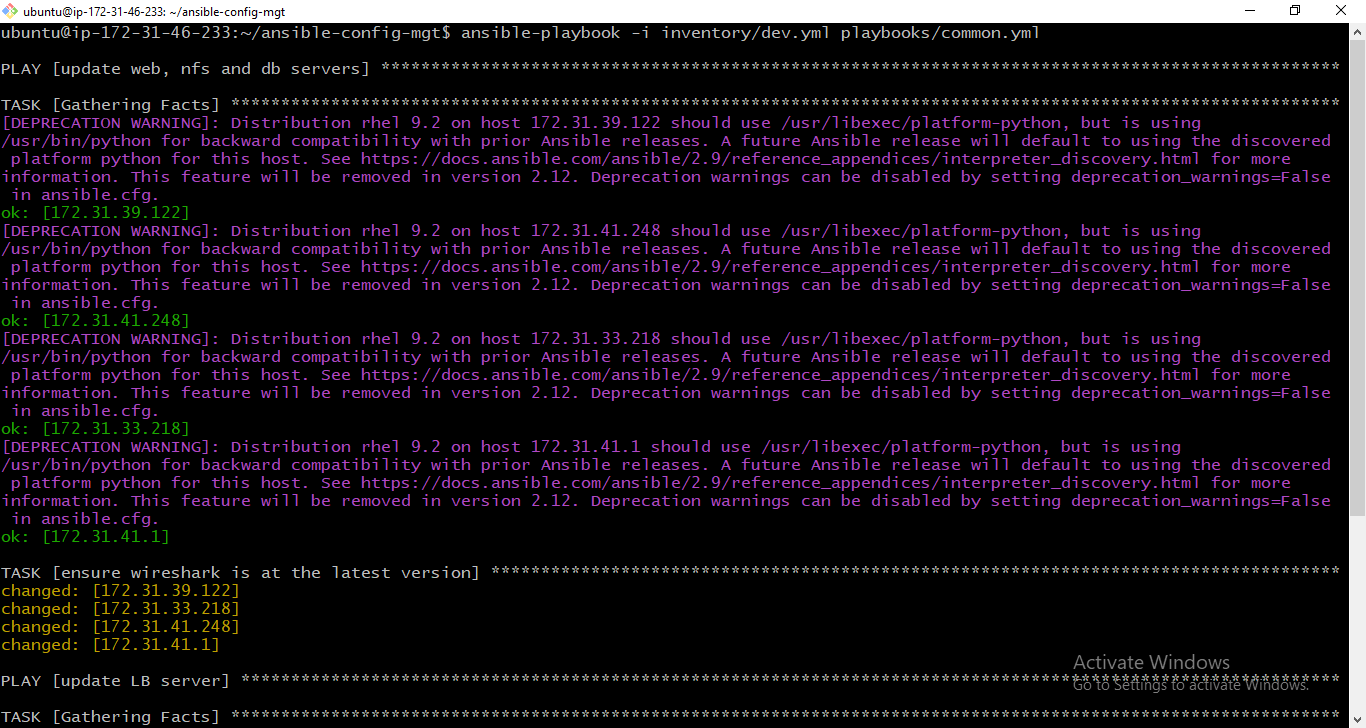 ubuntu@ip-172-31-46-233: ~/ansible-config-mgt
ubuntu@ip-172-31-46-233:~/ansible-config-mgt$ ansible-playbook -i inventory/dev.yml playbooks/common.yml
PLAY [update web, nfs and db servers] ************************************************************************************************
TASK [Gathering Facts] ***************************************************************************************************************
[DEPRECATION WARNING]: Distribution rhel 9.2 on host 172.31.39.122 should use /usr/libexec/platform-python, but is using
/usr/bin/python for backward compatibility with prior Ansible releases. A future Ansible release will default to using the discovered
platform python for this host. See https://docs.ansible.com/ansible/2.9/reference_appendices/interpreter_discovery.html for more
information. This feature will be removed in version 2.12. Deprecation warnings can be disabled by setting deprecation_warnings=False
in ansible.cfg.
ok: [172.31.39.122]
[DEPRECATION WARNING]: Distribution rhel 9.2 on host 172.31.41.248 should use /usr/libexec/platform-python, but is using
/usr/bin/python for backward compatibility with prior Ansible releases. A future Ansible release will default to using the discovered
platform python for this host. See https://docs.ansible.com/ansible/2.9/reference_appendices/interpreter_discovery.html for more
information. This feature will be removed in version 2.12. Deprecation warnings can be disabled by setting deprecation_warnings=False
in ansible.cfg.
ok: [172.31.41.248]
[DEPRECATION WARNING]: Distribution rhel 9.2 on host 172.31.33.218 should use /usr/libexec/platform-python, but is using
/usr/bin/python for backward compatibility with prior Ansible releases. A future Ansible release will default to using the discovered
platform python for this host. See https://docs.ansible.com/ansible/2.9/reference_appendices/interpreter_discovery.html for more
information. This feature will be removed in version 2.12. Deprecation warnings can be disabled by setting deprecation_warnings=False
in ansible.cfg.
ok: [172.31.33.218]
[DEPRECATION WARNING]: Distribution rhel 9.2 on host 172.31.41.1 should use /usr/libexec/platform-python, but is using
/usr/bin/python for backward compatibility with prior Ansible releases. A future Ansible release will default to using the discovered
platform python for this host. See https://docs.ansible.com/ansible/2.9/reference_appendices/interpreter_discovery.html for more
information. This feature will be removed in version 2.12. Deprecation warnings can be disabled by setting deprecation_warnings=False
in ansible.cfg.
ok: [172.31.41.1]
TASK [ensure wireshark is at the latest version] *************************************************************************************
changed: [172.31.39.122]
changed: [172.31.33.218]
changed: [172.31.41.248]
changed: [172.31.41.1]
Activate Windows
PLAY [update LB server] **************************************************************************************************************
Go to Settings to activate Windows.
TASK [Gathering Facts] ***************************************************************************************************************